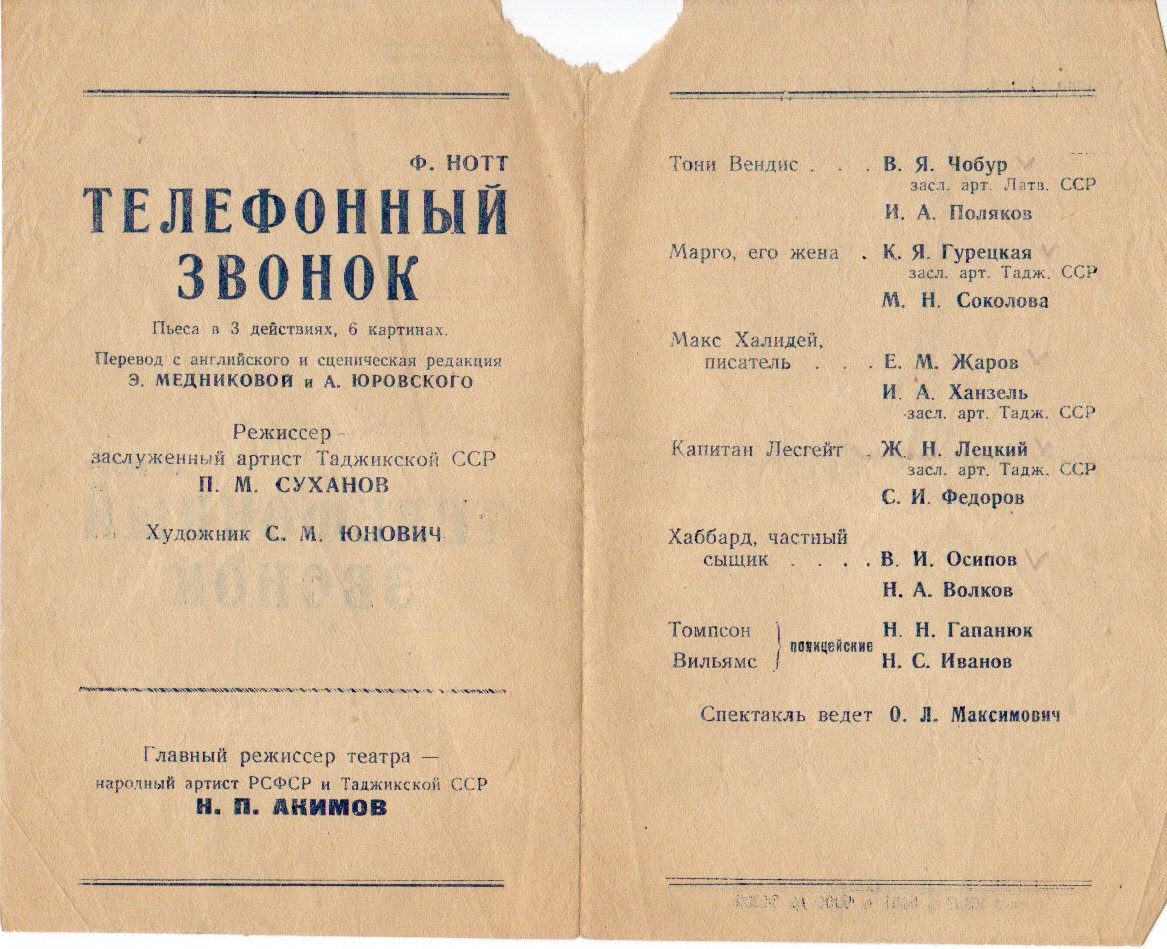 Ф. НОТТ
ТЕЛЕФОННЫЙ
ЗВОНОК
Пьеса в 3 действиях, 6 картинах.
Перевод с английского и сценическая редакция
Э. МЕДНИКОВОЙ и А. ЮРОВСКОГО
Режиссер —
заслуженный артист Таджикской ССР
П. М. СУХАНОВ
Художник С. М. ЮНОВИЧ
Главный режиссер театра —
народный артист РСФСР и Таджикской ССР
Н. П. АКИМОВ
Тони Вендис . . . В. Я. Чобур
засл. арт. Латв. ССР
И. А. Поляков
Марго, его жена . К. Я. Гурецкая
засл. арт. Тадж. ССР
М. Н. Соколова
Макс Халидей,
писатель . . . Е. М. Жаров
И. А. Ханзель
засл. арт. Тадж. ССР
Капитан Лесгейт . Ж. Н. Лецкий
засл. арт. Тадж. ССР
С. И. Федоров
Хаббард, частный
сыщик . . . . В. И. Осипов
Н. А. Волков
Томпсон } полицейские Н. Н. Гапанюк
Вильямс } Н. С. Иванов
Спектакль ведет О. Л. Максимович